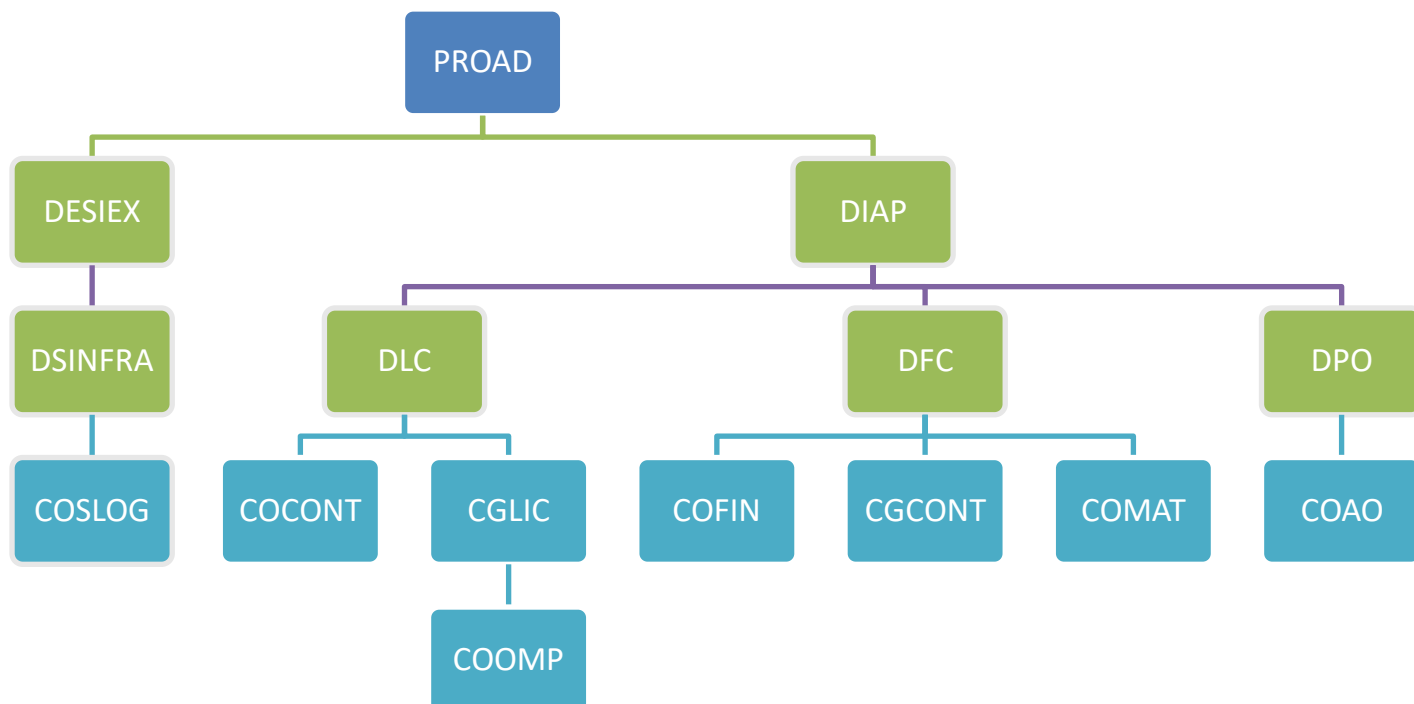 PROAD
DESIEX
DIAP
DSINFRA
DLC
DFC
DPO
COSLOG
COCONT
CGLIC
COFIN
CGCONT
COMAT
COAO
COOMP